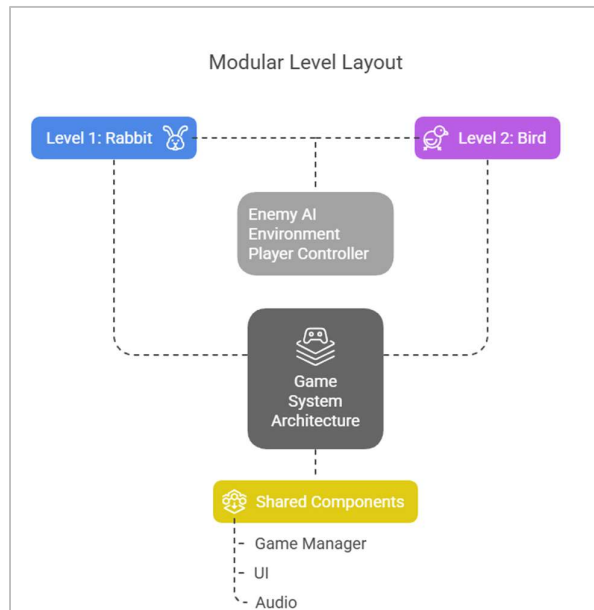 Modular Level Layout
Level 1: Rabbit
Level 2: Bird
Enemy AI
Environment
Player Controller
Game
System
Architecture
Shared Components
Game Manager
UI
Audio